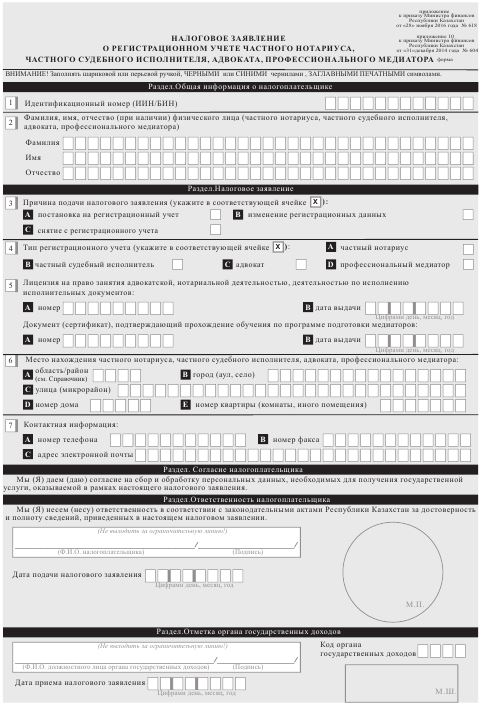 приложение
к приказу Министра финансов
Республики Казахстан
от «28» ноября 2016 года № 618
приложение 10
к приказу Министра финансов
Республики Казахстан
от «31»декабря 2014 года № 604
форма
НАЛОГОВОЕ ЗАЯВЛЕНИЕ
О РЕГИСТРАЦИОННОМ УЧЕТЕ ЧАСТНОГО НОТАРИУСА,
ЧАСТНОГО СУДЕБНОГО ИСПОЛНИТЕЛЯ, АДВОКАТА, ПРОФЕССИОНАЛЬНОГО МЕДИАТОРА
ВНИМАНИЕ! Заполнять шариковой или перьевой ручкой, ЧЕРНЫМИ или СИНИМИ чернилами , ЗАГЛАВНЫМИ ПЕЧАТНЫМИ символами.
Раздел.Общая информация о налогоплательщике
1 Идентификационный номер (ИИН/БИН)
2 Фамилия, имя, отчество (при наличии) физического лица (частного нотариуса, частного судебного исполнителя,
адвоката, профессионального медиатора)
Фамилия
Имя
Отчество
Раздел.Налоговое заявление
3 Причина подачи налогового заявления (укажите в соответствующей ячейке X ):
A постановка на регистрационный учет B изменение регистрационных данных
C снятие с регистрационного учета
4 Тип регистрационного учета (укажите в соответствующей ячейке X ): A частный нотариус
B частный судебный исполнитель C адвокат D профессиональный медиатор
5 Лицензия на право занятия адвокатской, нотариальной деятельностью, деятельностью по исполнению
исполнительных документов:
A номер B дата выдачи
Цифрами день, месяц, год
Документ (сертификат), подтверждающий прохождение обучения по программе подготовки медиаторов:
A номер B дата выдачи
Цифрами день, месяц, год
6 Место нахождения частного нотариуса, частного судебного исполнителя, адвоката, профессионального медиатора:
A область/район
(см. Справочник)
B город (аул, село)
C улица (микрорайон)
D номер дома E номер квартиры (комнаты, иного помещения)
7 Контактная информация:
A номер телефона B номер факса
C адрес электронной почты
Раздел. Согласие налогоплательщика
Мы (Я) даем (даю) согласие на сбор и обработку персональных данных, необходимых для получения государственной
услуги, оказываемой в рамках настоящего налогового заявления.
Раздел.Ответственность налогоплательщика
Мы (Я) несем (несу) ответственность в соответствии с законодательными актами Республики Казахстан за достоверность
и полноту сведений, приведенных в настоящем налоговом заявлении.
(Не выходить за ограничительную линию!)
/ /
(Ф.И.О. налогоплательщика) (Подпись)
Дата подачи налогового заявления
Цифрами день, месяц, год
М.П.
Раздел.Отметка органа государственных доходов
(Не выходить за ограничительную линию!)
/ /
(Ф.И.О. должностного лица органа государственных доходов) (Подпись)
Код органа
государственных доходов
Дата приема налогового заявления
Цифрами день, месяц, год
М.Ш.